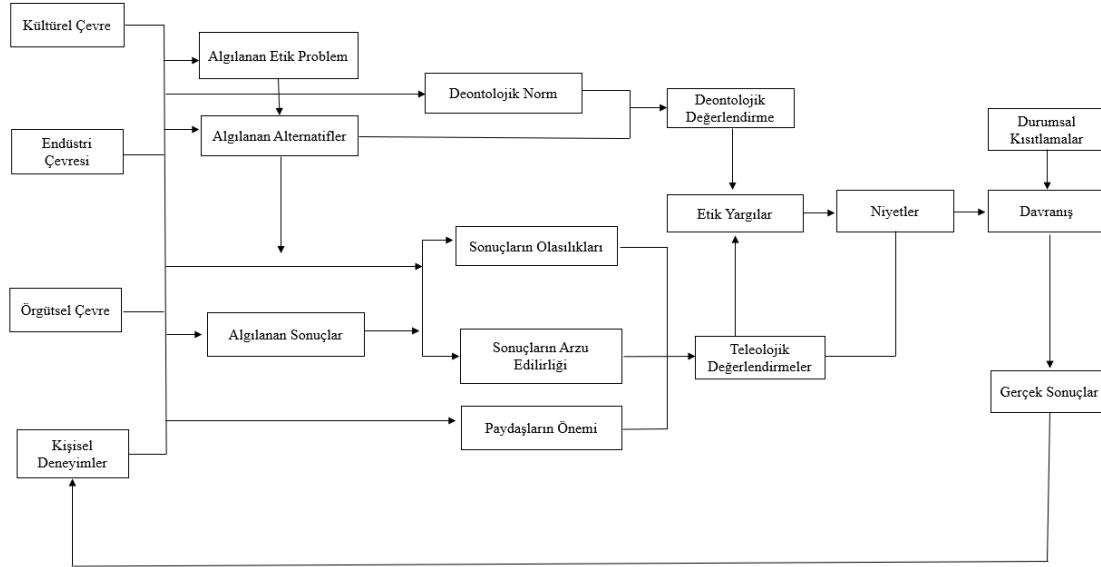 Kültürel Çevre
Algılanan Etik Problem
Deontolojik Norm
Deontolojik
Değerlendirme
Endüstri
Çevresi
Algılanan Alternatifler
Durumsal
Kısıtlamalar
Etik Yargılar
Niyetler
Davranış
Sonuçların Olasılıkları
Örgütsel Çevre
Algılanan Sonuçlar
Sonuçların Arzu
Edilirliği
Teleolojik
Değerlendirmeler
Gerçek Sonuçlar
Paydaşların Önemi
Kişisel
Deneyimler